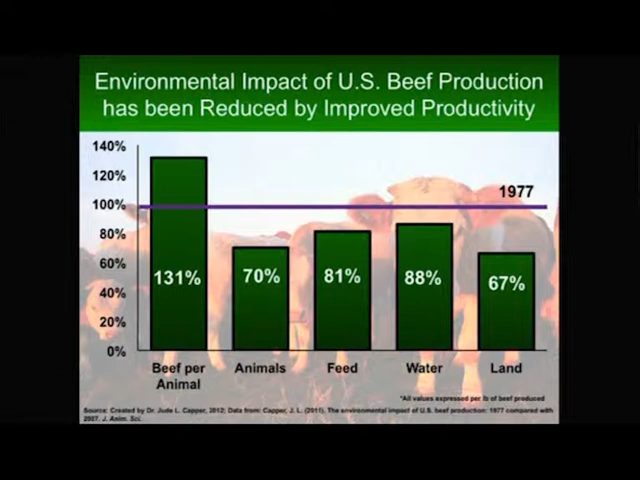 Environmental Impact of U.S. Beef Production
has been Reduced by Improved Productivity
140%
120%
100%
80%
60%
40%
20%
0%
1977
131%
70%
81%
88%
67%
Beef per
Animal
Animals
Feed
Water
Land
*All values expressed per lb of beef produced
Source: Created by Dr. Jude L. Capper, 2012; Data from: Capper, J. L. (2011). The environmental impact of U.S. beef production: 1977 compared with
2007. J. Anim. Sci.